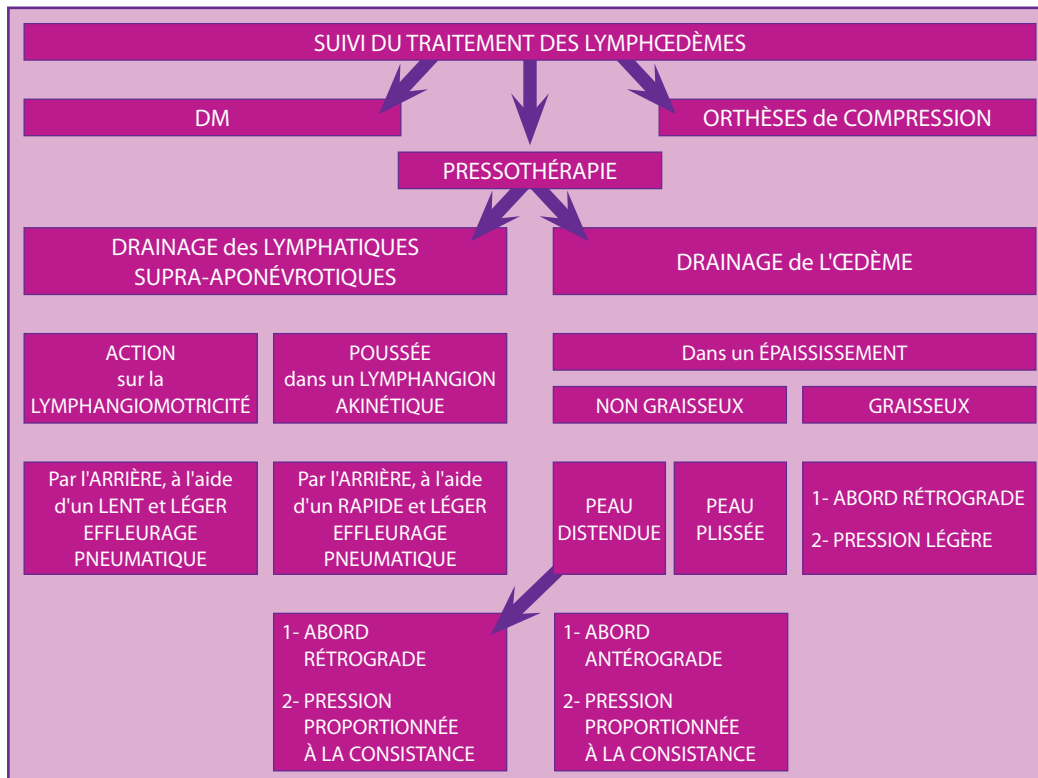 SUIVI DU TRAITEMENT DES LYMPHŒDÈMES
DM
ORTHÈSES de COMPRESSION
PRESSOTHÉRAPIE
DRAINAGE des LYMPHATIQUES
SUPRA-APONÉVROTIQUES
DRAINAGE de L'ŒDÈME
ACTION
sur la
LYMPHANGIOMOTRICITÉ
POUSSÉE
dans un LYMPHANGION
AKINÉTIQUE
Dans un ÉPAISSISSEMENT
NON GRAISSEUX
GRAISSEUX
Par l'ARRIÈRE, à l'aide
d'un LENT et LÉGER
EFFLEURAGE
PNEUMATIQUE
Par l'ARRIÈRE, à l'aide
d'un RAPIDE et LÉGER
EFFLEURAGE
PNEUMATIQUE
PEAU
DISTENDUE
PEAU
PLISSÉE
1- ABORD RÉTROGRADE
2- PRESSION LÉGÈRE
1- ABORD
RÉTROGRADE
2- PRESSION
PROPORTIONNÉE
À LA CONSISTANCE
1- ABORD
ANTÉROGRADE
2- PRESSION
PROPORTIONNÉE
À LA CONSISTANCE